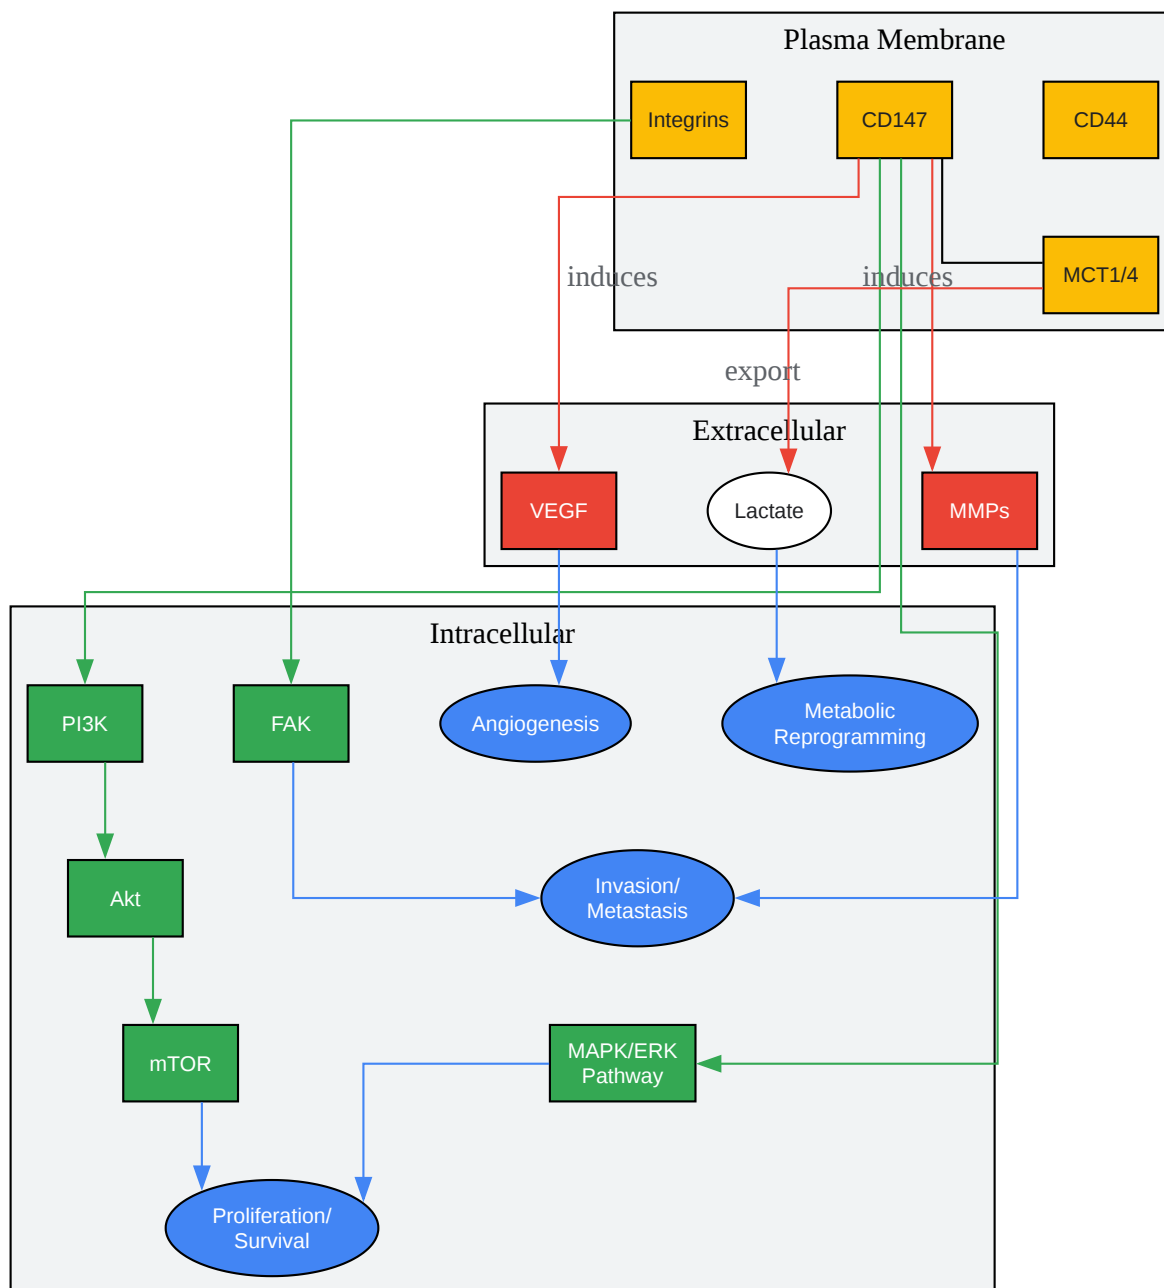 Plasma Membrane
Integrins
CD147
CD44
MCT1/4
induces
induces
export
Extracellular
VEGF
Lactate
MMPs
Intracellular
PI3K
FAK
Angiogenesis
Metabolic
Reprogramming
Akt
Invasion/
Metastasis
mTOR
MAPK/ERK
Pathway
Proliferation/
Survival